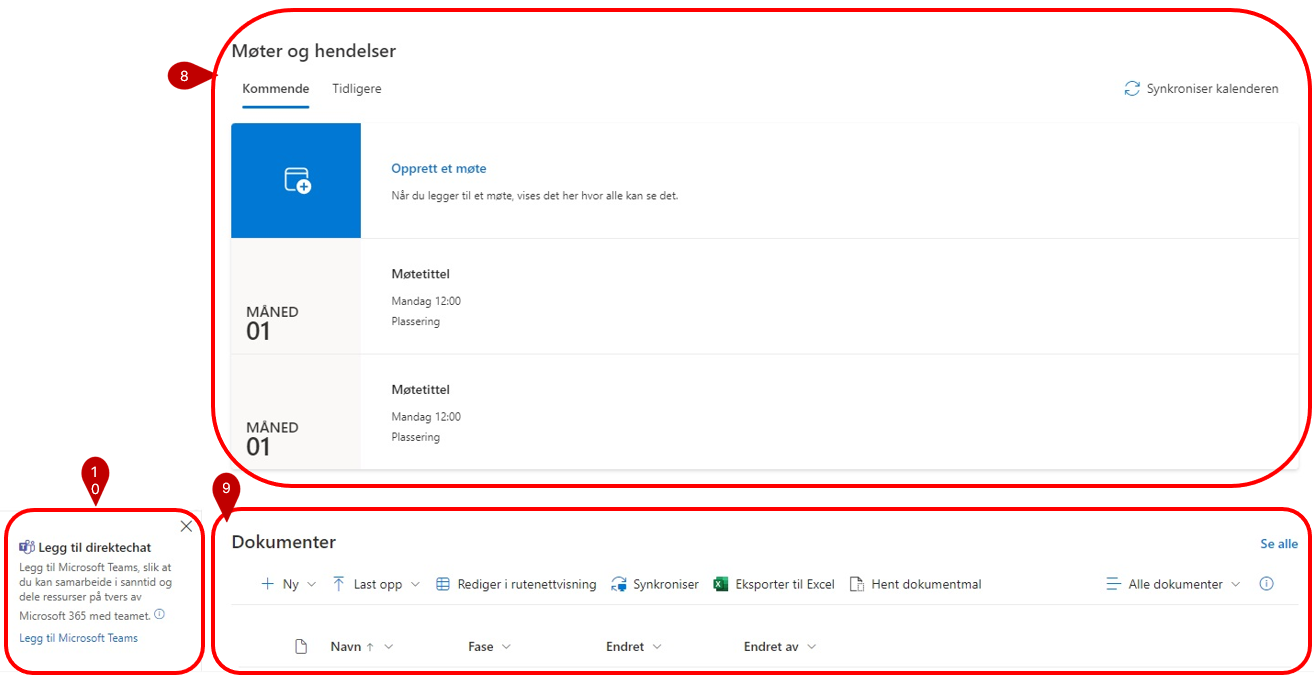 8
Møter og hendelser
Kommende Tidligere
Synkroniser kalenderen
Opprett et møte
Når du legger til et møte, vises det her hvor alle kan se det.
MÅNED
01
Møtetittel
Mandag 12:00
Plassering
MÅNED
01
Møtetittel
Mandag 12:00
Plassering
1
0
Legg til direktechat
Legg til Microsoft Teams, slik at
du kan samarbeide i sanntid og
dele ressurser på tvers av
Microsoft 365 med teamet.
Legg til Microsoft Teams
9
Dokumenter
Se alle
Ny Last opp Rediger i rutenettvisning Synkroniser Eksporter til Excel Hent dokumentmal Alle dokumenter
Navn Fase Endret Endret av